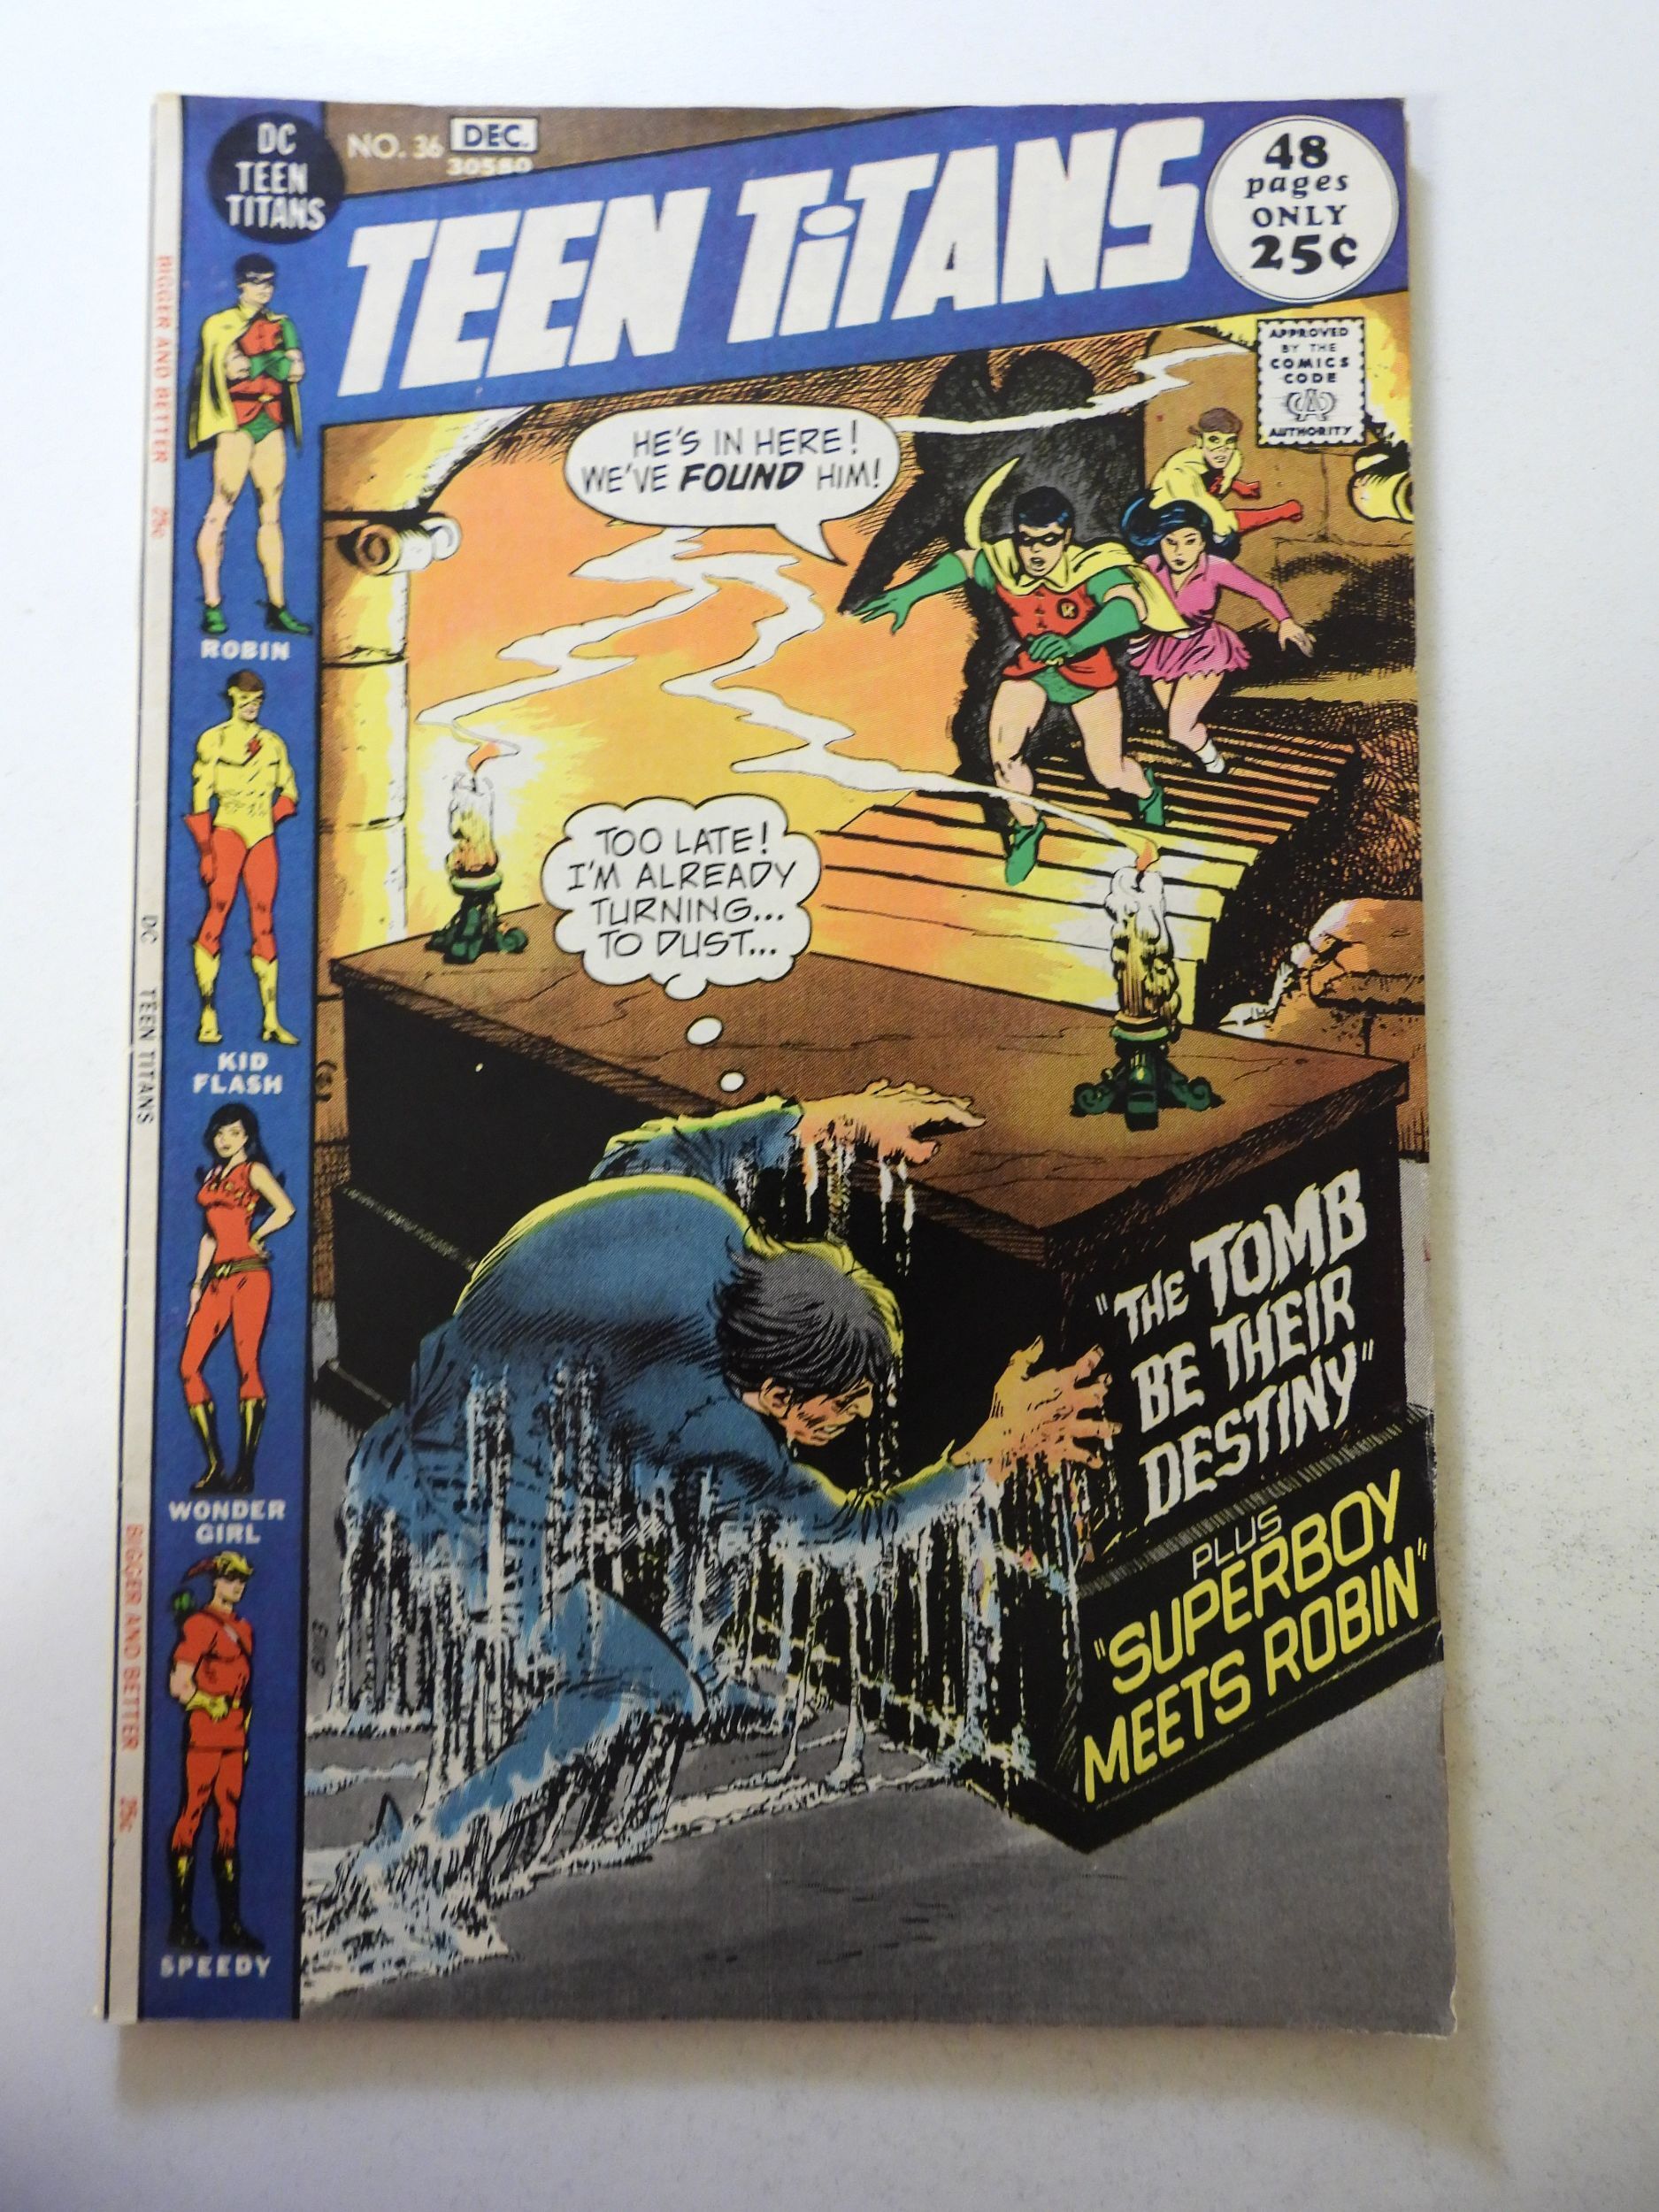 DC
TEEN
TITANS
NO. 36 DEC.
30580
TEEN TiTANS
48
pages
ONLY
25¢
APPROVED
BY THE
COMICS
CODE
CA
AUTHORITY
HE'S IN HERE!
WE'VE FOUND HIM!
R
TOO LATE!
I'M ALREADY
TURNING...
TO DUST...
"THE TOMB
BE THEIR
DESTINY"
PLUS
"SUPERBOY
MEETS ROBIN"
ROBIN
KID
FLASH
WONDER
GIRL
SPEEDY
BIGGER AND BETTER 25¢
DC TEEN TITANS
BIGGER AND BETTER 25¢